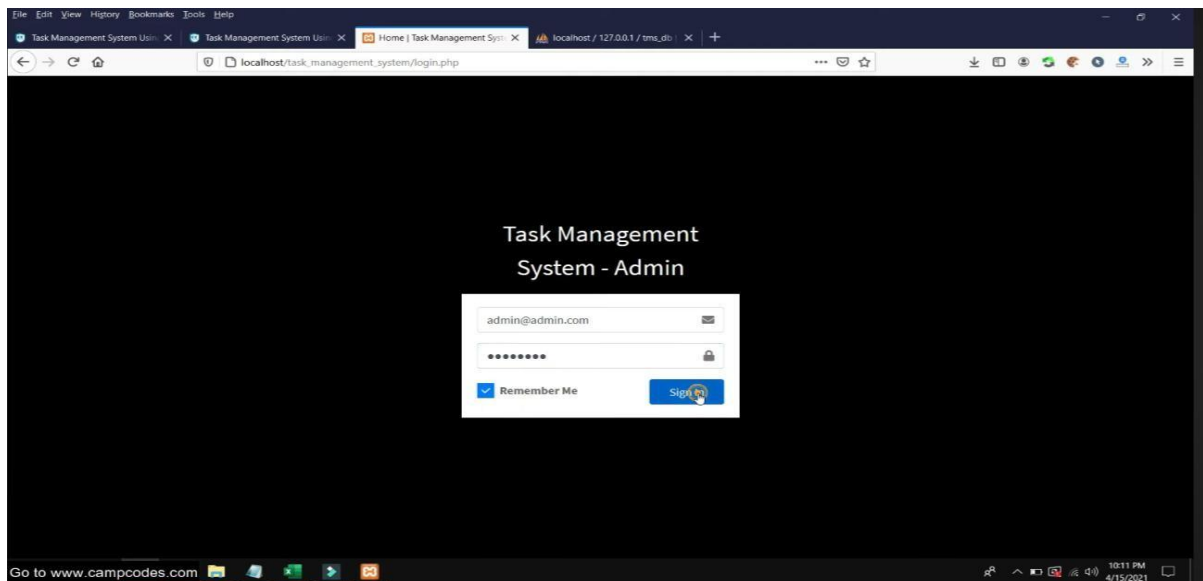 File Edit View History Bookmarks Tools Help
Task Management System Usin
Task Management System Usin
Home | Task Management Syst
localhost / 127.0.0.1 / tms_db |
localhost/task_management_system/login.php
Task Management
System - Admin
admin@admin.com
Remember Me
Sign In
Go to www.campcodes.com
10:11 PM
4/15/2021